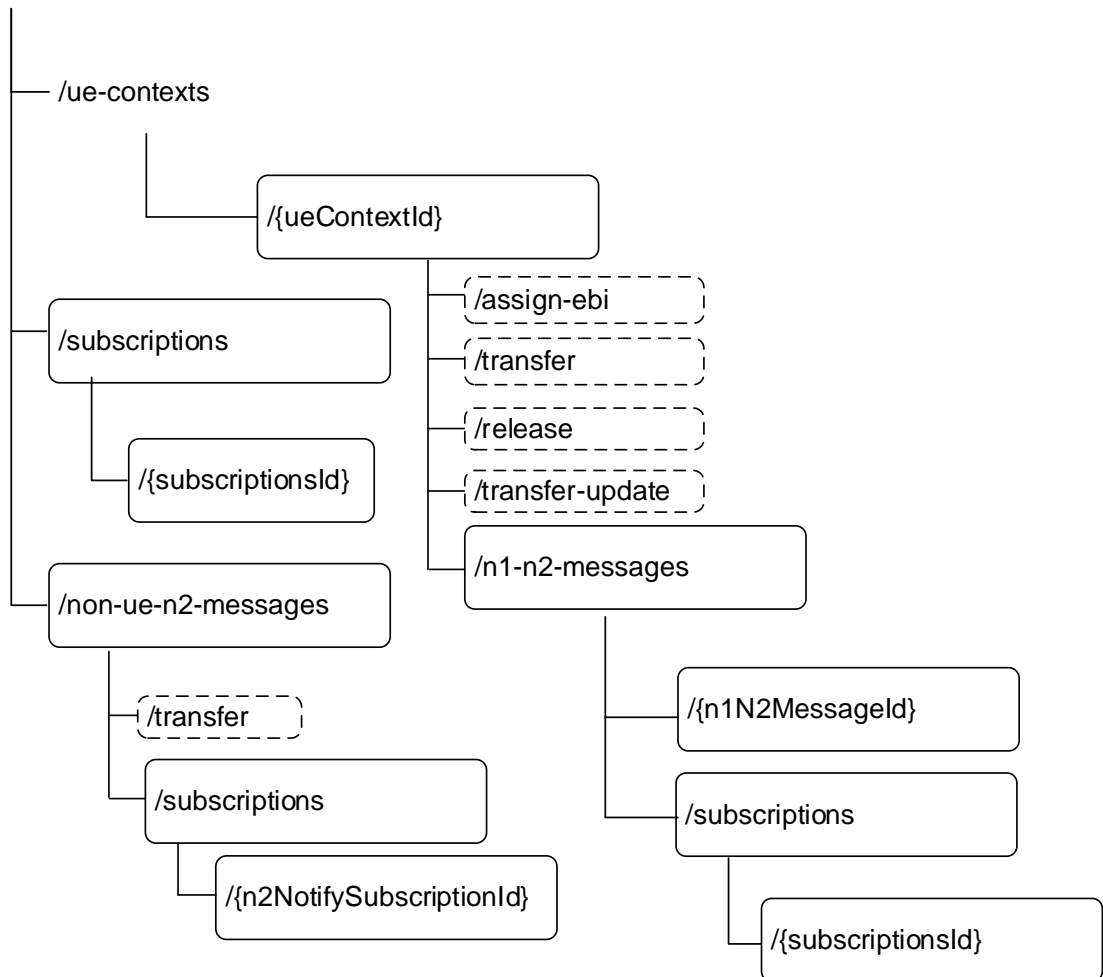 /ue-contexts
/{ueContextId}
/assign-ebi
/transfer
/release
/transfer-update
/n1-n2-messages
/{n1N2MessageId}
/subscriptions
/{subscriptionsId}
/subscriptions
/{subscriptionsId}
/non-ue-n2-messages
/transfer
/subscriptions
/{n2NotifySubscriptionId}